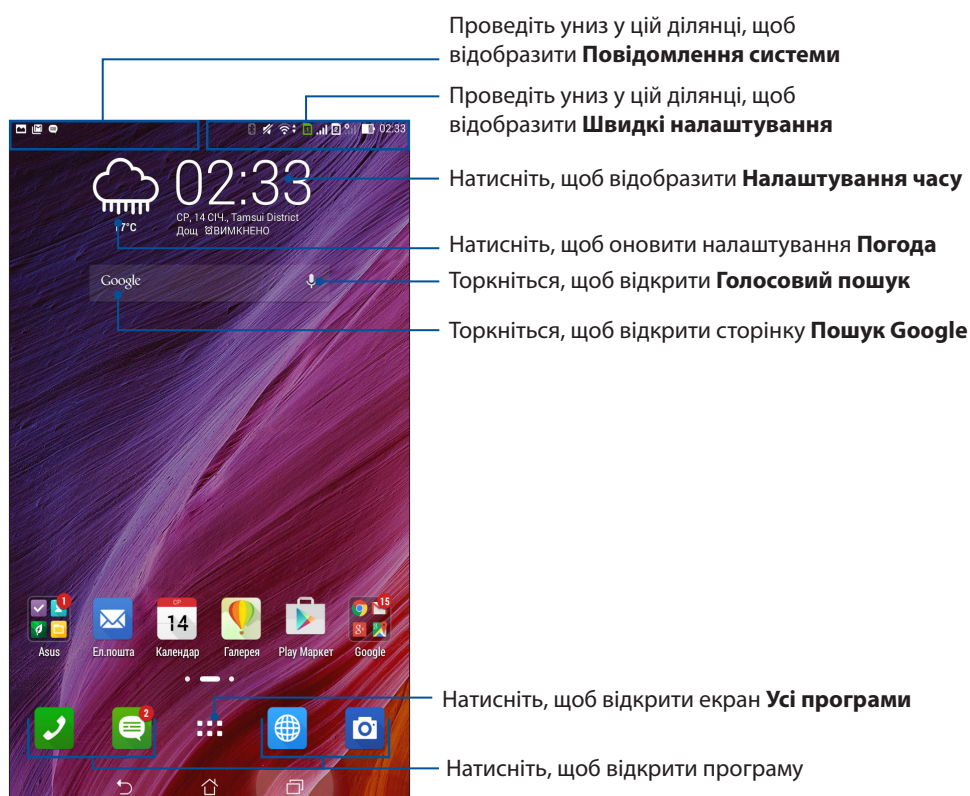 Проведіть униз у цій ділянці, щоб
відобразити Повідомлення системи
Проведіть униз у цій ділянці, щоб
відобразити Швидкі налаштування
02:33
02:33
СР, 14 СІЧ., Tamsui District
Дощ ВИМКНЕНО
7°C
Натисніть, щоб відобразити Налаштування часу
Натисніть, щоб оновити налаштування Погода
Google
Торкніться, щоб відкрити Голосовий пошук
Торкніться, щоб відкрити сторінку Пошук Google
1
СР
14
15
8+
Asus
Ел.пошта
Календар
Галерея
Play Маркет
Google
2
Натисніть, щоб відкрити екран Усі програми
Натисніть, щоб відкрити програму